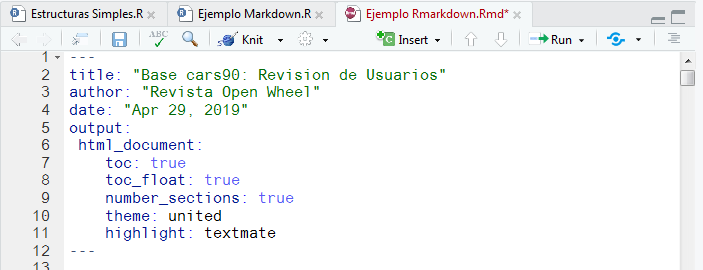 Estructuras Simples.R Ejemplo Markdown.R Ejemplo Rmarkdown.Rmd*
ABC Knit Insert Run
1 ---
2 title: "Base cars90: Revision de Usuarios"
3 author: "Revista Open Wheel"
4 date: "Apr 29, 2019"
5 output:
6 html_document:
7 toc: true
8 toc_float: true
9 number_sections: true
10 theme: united
11 highlight: textmate
12 ---
13